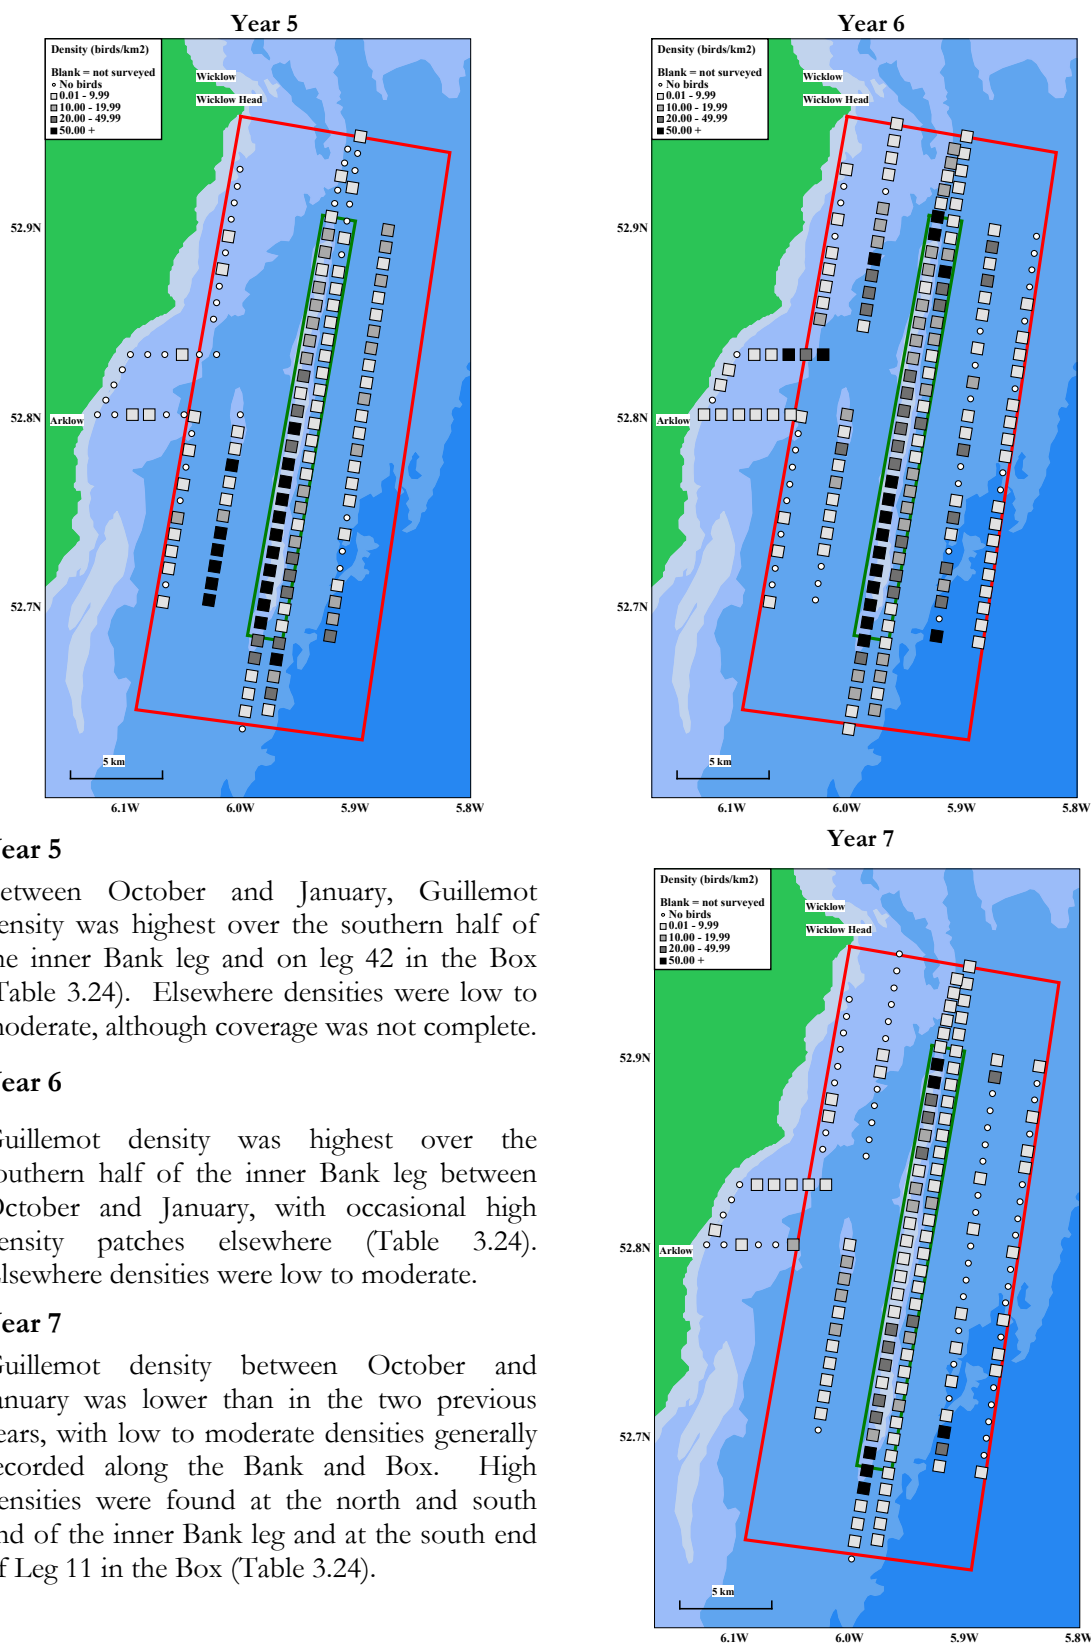 Year 5
Density (birds/km2)
Blank = not surveyed
No birds
0.01 - 9.99
10.00 - 19.99
20.00 - 49.99
50.00 +
Wicklow
Wicklow Head
52.9N
52.8N
Arklow
52.7N
5 km
6.1W
6.0W
5.9W
5.8W
Year 6
Density (birds/km2)
Blank = not surveyed
No birds
0.01 - 9.99
10.00 - 19.99
20.00 - 49.99
50.00 +
Wicklow
Wicklow Head
52.9N
52.8N
Arklow
52.7N
5 km
6.1W
6.0W
5.9W
5.8W
ear 5
etween October and January, Guillemot
ensity was highest over the southern half of
he inner Bank leg and on leg 42 in the Box
Table 3.24). Elsewhere densities were low to
moderate, although coverage was not complete.
ear 6
uillemot density was highest over the
outhern half of the inner Bank leg between
October and January, with occasional high
ensity patches elsewhere (Table 3.24).
Elsewhere densities were low to moderate.
ear 7
uillemot density between October and
anuary was lower than in the two previous
ears, with low to moderate densities generally
ecorded along the Bank and Box. High
ensities were found at the north and south
nd of the inner Bank leg and at the south end
f Leg 11 in the Box (Table 3.24).
Year 7
Density (birds/km2)
Blank = not surveyed
No birds
0.01 - 9.99
10.00 - 19.99
20.00 - 49.99
50.00 +
Wicklow
Wicklow Head
52.9N
52.8N
Arklow
52.7N
5 km
6.1W
6.0W
5.9W
5.8W